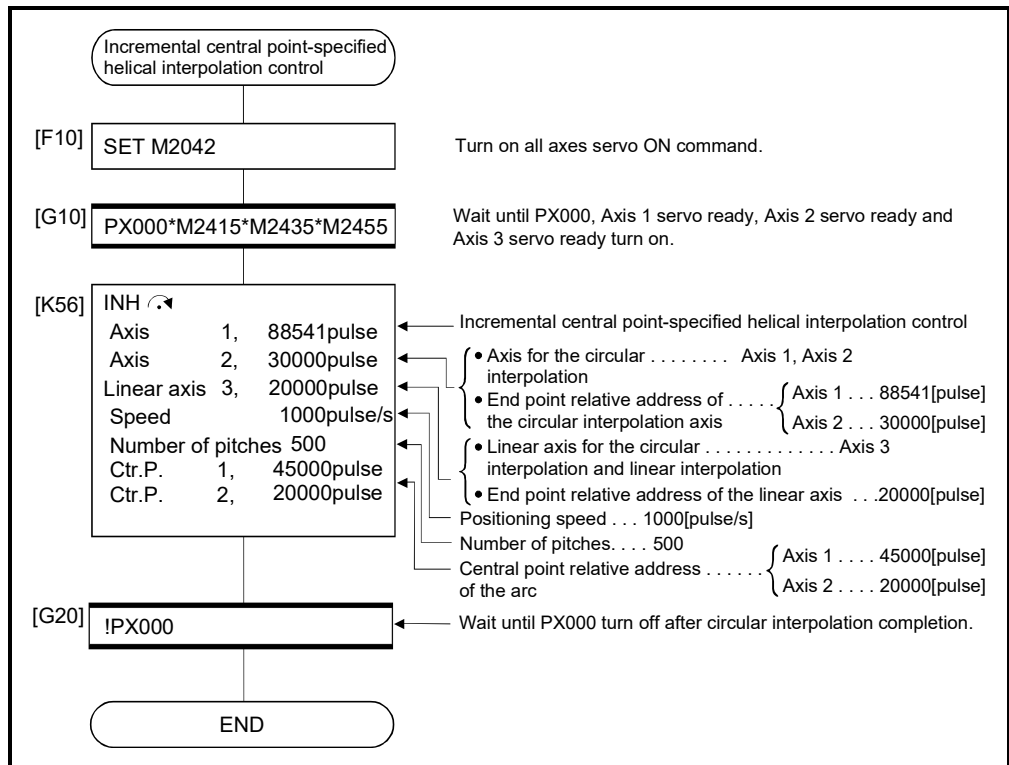 Incremental central point-specified
helical interpolation control
[F10]
SET M2042
Turn on all axes servo ON command.
[G10]
PX000*M2415*M2435*M2455
Wait until PX000, Axis 1 servo ready, Axis 2 servo ready and
Axis 3 servo ready turn on.
[K56]
INH
Axis 1, 88541pulse
Axis 2, 30000pulse
Linear axis 3, 20000pulse
Speed 1000pulse/s
Number of pitches 500
Ctr.P. 1, 45000pulse
Ctr.P. 2, 20000pulse
Incremental central point-specified helical interpolation control
• Axis for the circular . . . . . . . . Axis 1, Axis 2
interpolation
• End point relative address of . . . . . Axis 1 . . . 88541[pulse]
the circular interpolation axis Axis 2 . . . 30000[pulse]
• Linear axis for the circular . . . . . . . . . . . . . Axis 3
interpolation and linear interpolation
• End point relative address of the linear axis . . .20000[pulse]
Positioning speed . . . 1000[pulse/s]
Number of pitches. . . . 500
Central point relative address . . . . . . Axis 1 . . . . 45000[pulse]
of the arc Axis 2 . . . . 20000[pulse]
[G20]
!PX000
Wait until PX000 turn off after circular interpolation completion.
END